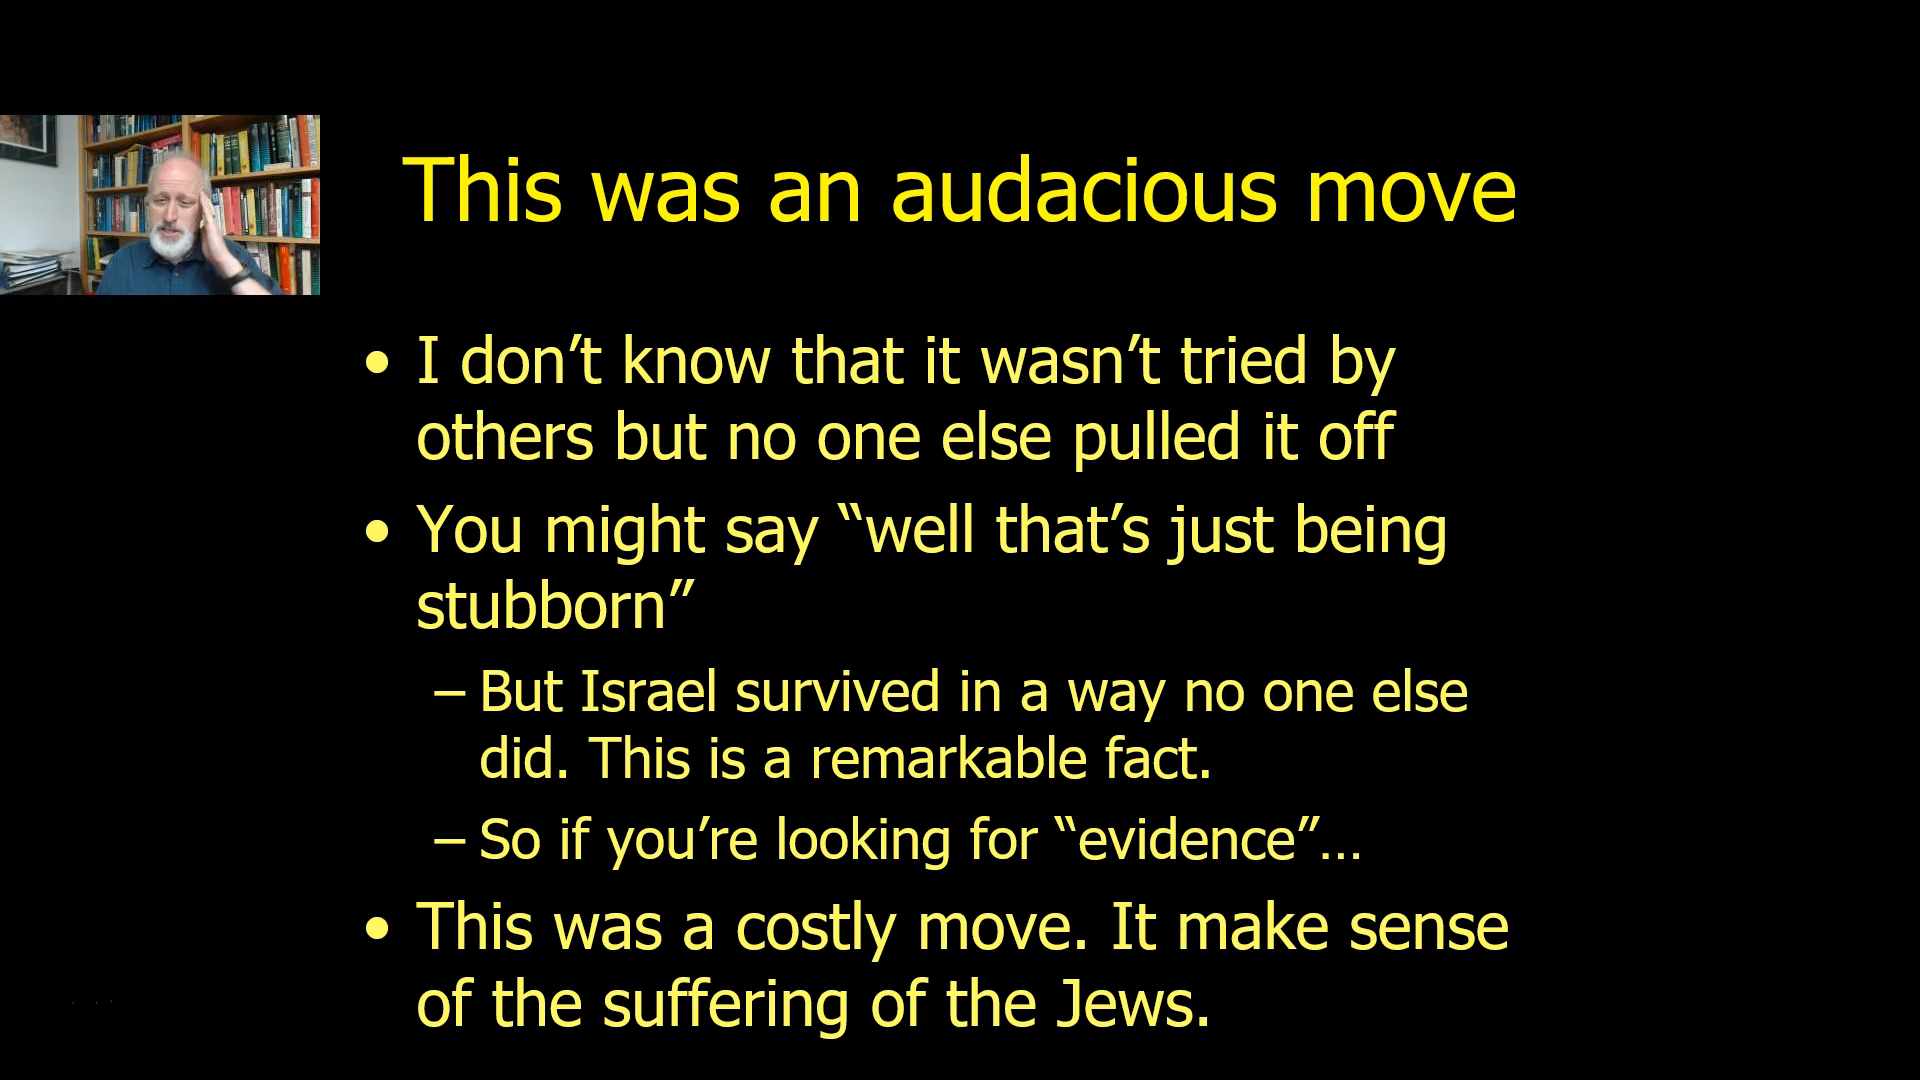 This was an audacious move
• I don’t know that it wasn’t tried by
others but no one else pulled it off
• You might say “well that’s just being
stubborn”
– But Israel survived in a way no one else
did. This is a remarkable fact.
– So if you’re looking for “evidence”…
• This was a costly move. It make sense
of the suffering of the Jews.